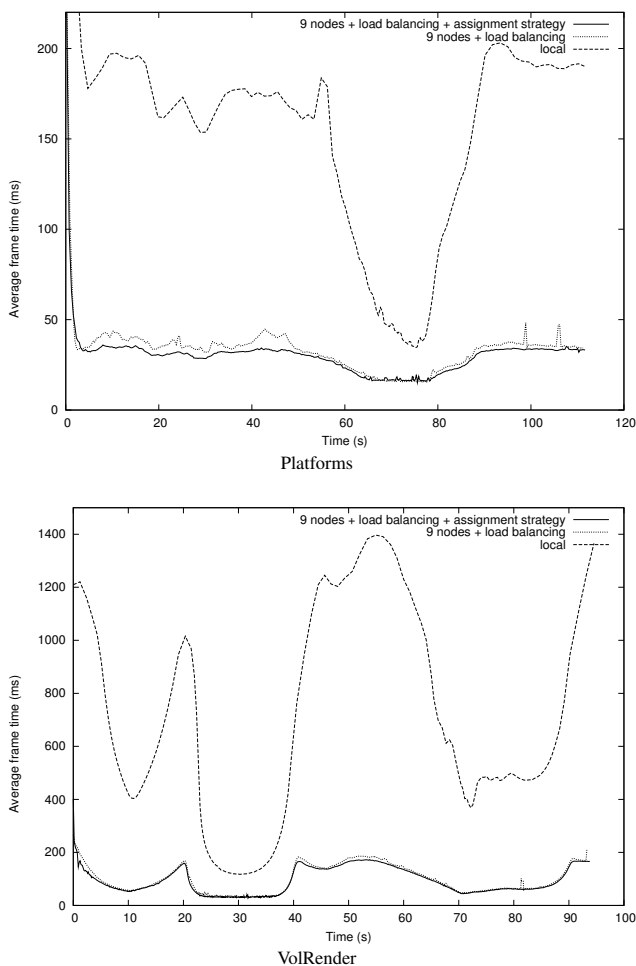 200
150
100
50
0
Average frame time (ms)
9 nodes + load balancing + assignment strategy
9 nodes + load balancing
local
0 20 40 60 80 100 120
Time (s)
Platforms
1400
1200
1000
800
600
400
200
0
Average frame time (ms)
9 nodes + load balancing + assignment strategy
9 nodes + load balancing
local
0 10 20 30 40 50 60 70 80 90 100
Time (s)
VolRender